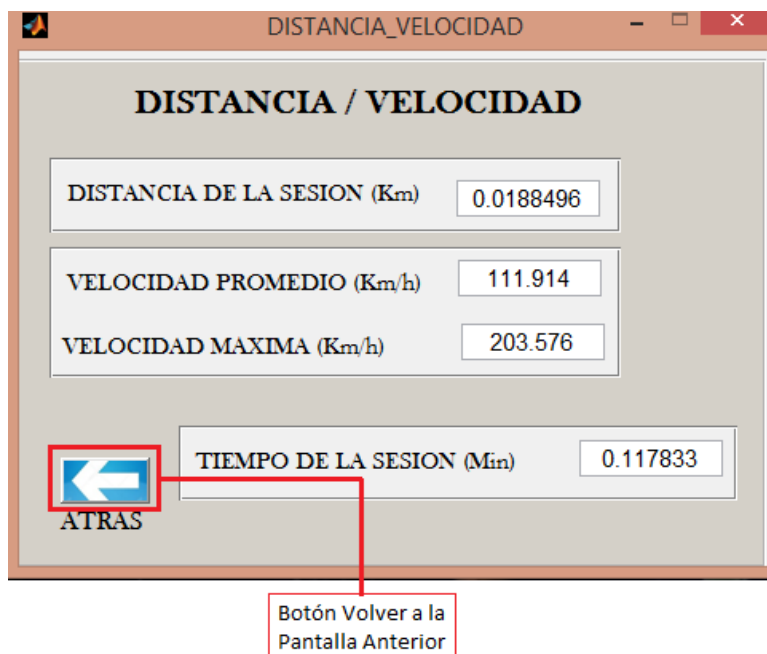 DISTANCIA_VELOCIDAD
DISTANCIA / VELOCIDAD
DISTANCIA DE LA SESION (Km) 0.0188496
VELOCIDAD PROMEDIO (Km/h) 111.914
VELOCIDAD MAXIMA (Km/h) 203.576
TIEMPO DE LA SESION (Min) 0.117833
ATRAS
Botón Volver a la
Pantalla Anterior